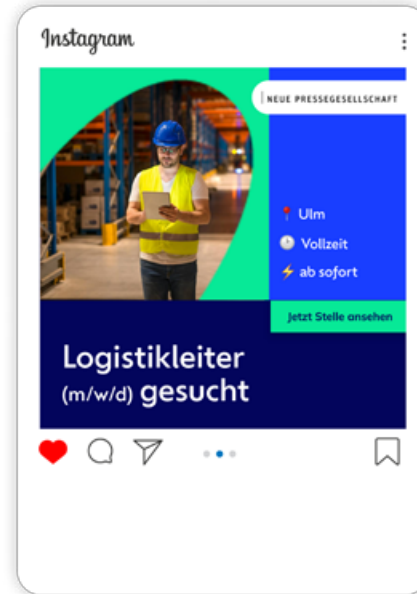 Instagram
NEUE PRESSEGESELLSCHAFT
Ulm
Vollzeit
ab sofort
Jetzt Stelle ansehen
Logistikleiter
(m/w/d) gesucht